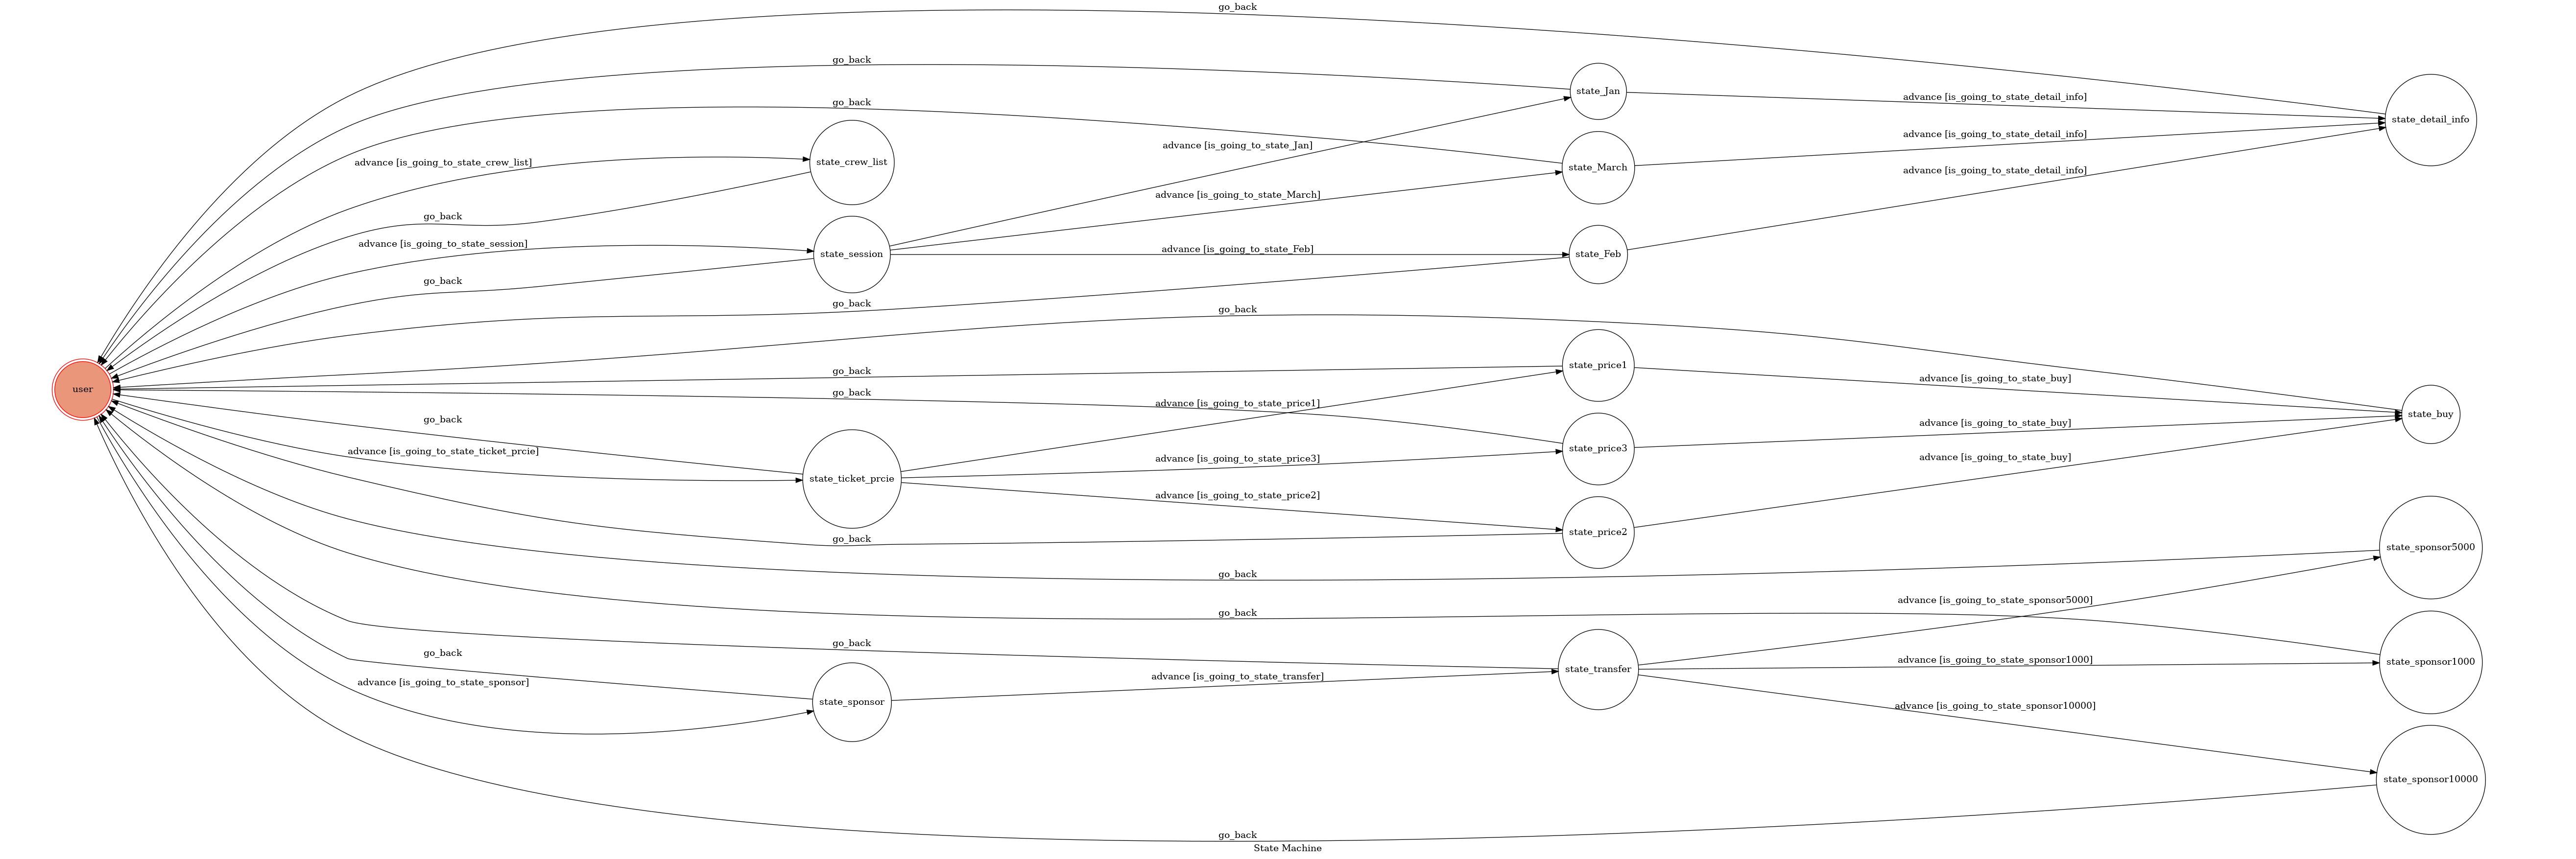 go_back
go_back
state_Jan
advance [is_going_to_state_detail_info]
go_back
state_detail_info
advance [is_going_to_state_detail_info]
advance [is_going_to_state_Jan]
advance [is_going_to_state_crew_list]
state_crew_list
state_March
advance [is_going_to_state_detail_info]
advance [is_going_to_state_March]
go_back
advance [is_going_to_state_session]
state_session
advance [is_going_to_state_Feb]
state_Feb
go_back
go_back
go_back
state_price1
go_back
advance [is_going_to_state_buy]
user
go_back
advance [is_going_to_state_price1]
state_buy
go_back
advance [is_going_to_state_buy]
advance [is_going_to_state_ticket_prcie]
state_price3
advance [is_going_to_state_price3]
advance [is_going_to_state_buy]
state_ticket_prcie
advance [is_going_to_state_price2]
state_price2
go_back
state_sponsor5000
go_back
advance [is_going_to_state_sponsor5000]
go_back
go_back
go_back
advance [is_going_to_state_sponsor1000]
state_sponsor1000
state_transfer
advance [is_going_to_state_transfer]
advance [is_going_to_state_sponsor]
state_sponsor
advance [is_going_to_state_sponsor10000]
state_sponsor10000
go_back
State Machine